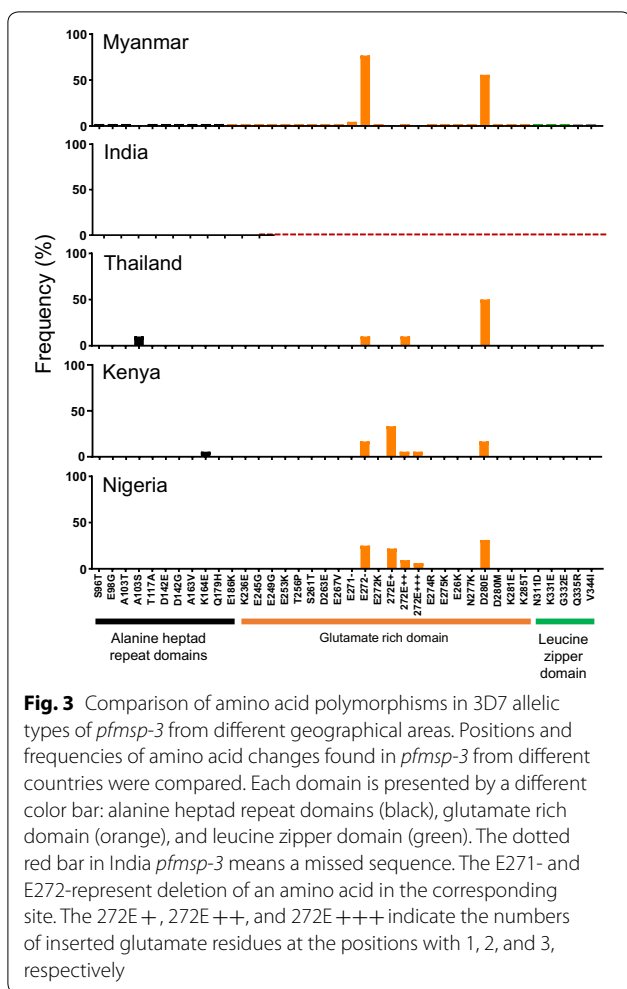 100
Myanmar
50
0
100
India
50
0
100
Thailand
50
0
100
Kenya
50
0
100
Nigeria
50
0
Frequency (%)
S96T
E98G
A103T
A103S
T117A
D142E
D142G
A163V
K164E
Q179H
E186K
K236E
E245G
E249G
E253K
T256P
S261T
D263E
E267V
E271-
E272-
E272K
272E+
272E++
272E+++
E274R
E275K
E26K
N277K
D280E
D280M
K281E
K285T
N311D
K331E
G332E
Q335R
V344I
Alanine heptad
repeat domains
Glutamate rich domain
Leucine
zipper
domain
Fig. 3 Comparison of amino acid polymorphisms in 3D7 allelic
types of pfmsp-3 from different geographical areas. Positions and
frequencies of amino acid changes found in pfmsp-3 from different
countries were compared. Each domain is presented by a different
color bar: alanine heptad repeat domains (black), glutamate rich
domain (orange), and leucine zipper domain (green). The dotted
red bar in India pfmsp-3 means a missed sequence. The E271- and
E272-represent deletion of an amino acid in the corresponding
site. The 272E +, 272E ++, and 272E +++ indicate the numbers
of inserted glutamate residues at the positions with 1, 2, and 3,
respectively